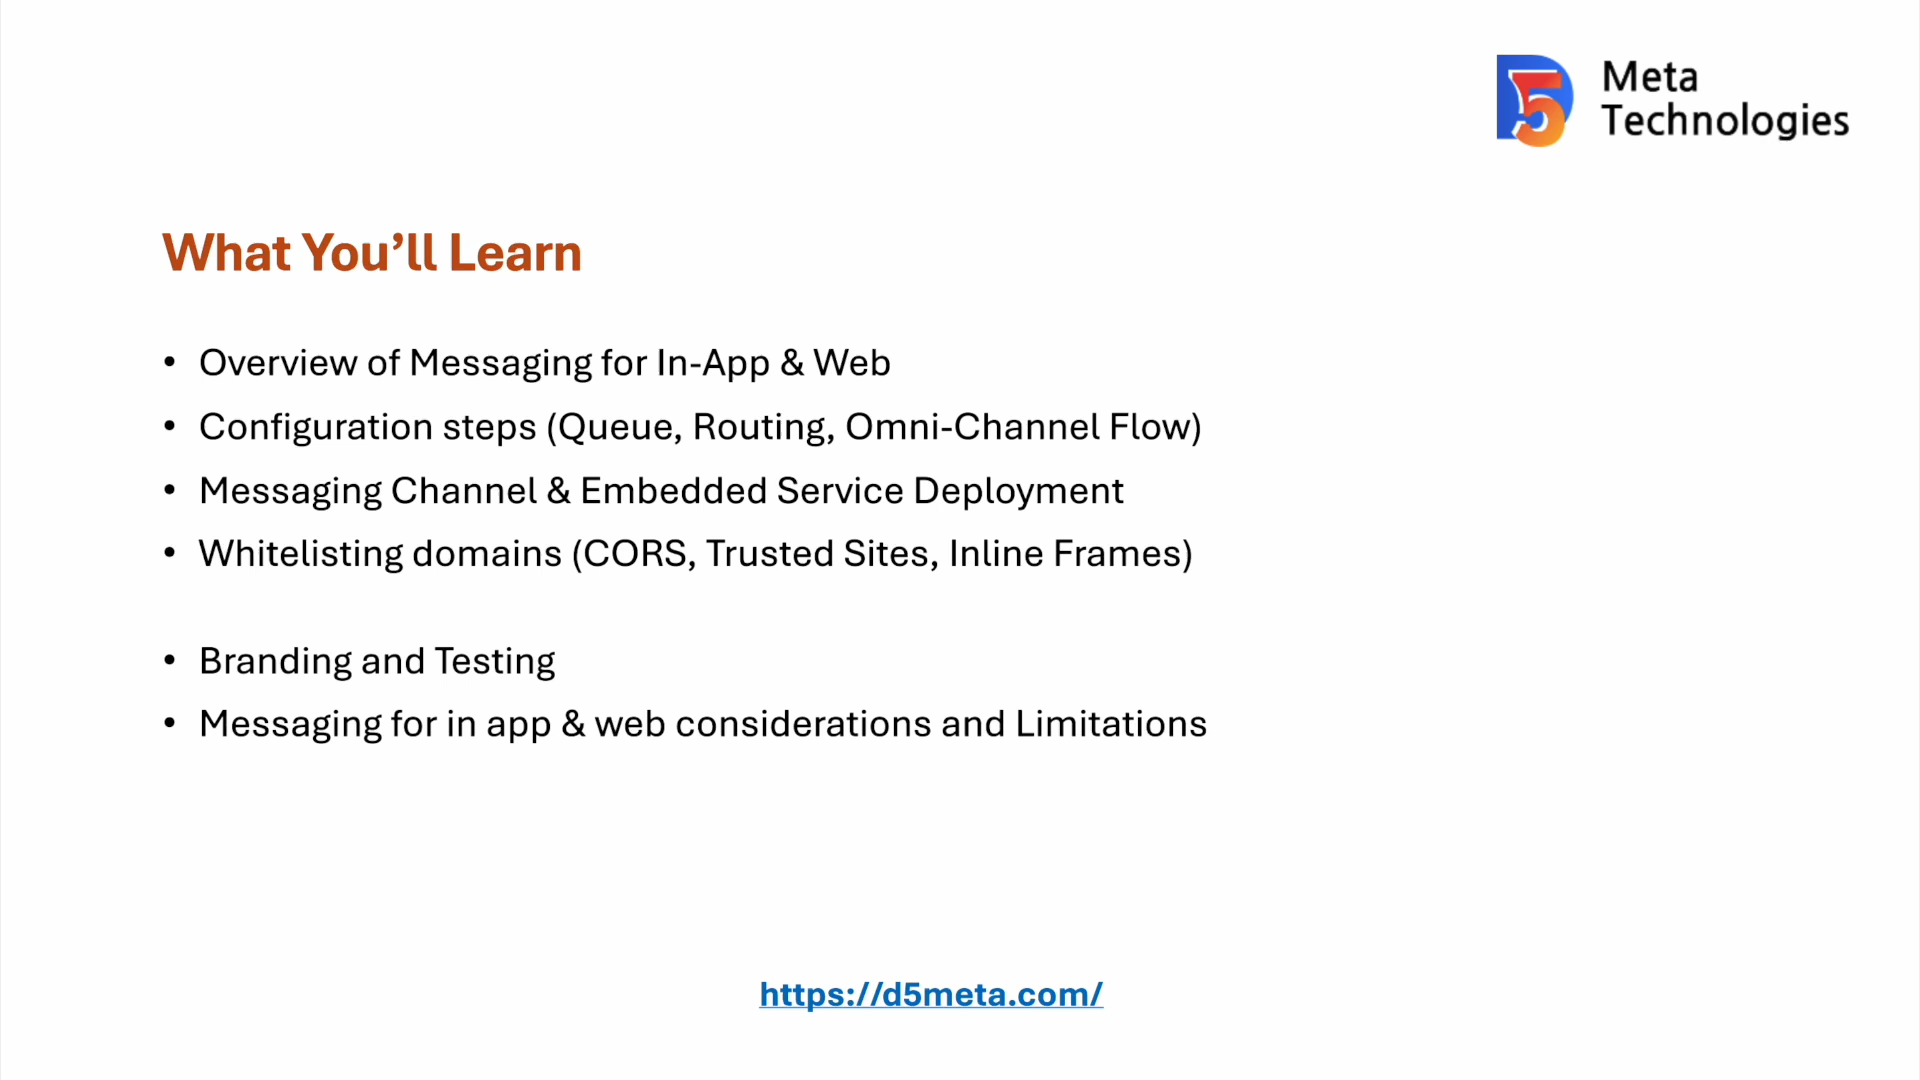 D5 Meta
Technologies
What You’ll Learn
• Overview of Messaging for In-App & Web
• Configuration steps (Queue, Routing, Omni-Channel Flow)
• Messaging Channel & Embedded Service Deployment
• Whitelisting domains (CORS, Trusted Sites, Inline Frames)
• Branding and Testing
• Messaging for in app & web considerations and Limitations
https://d5meta.com/